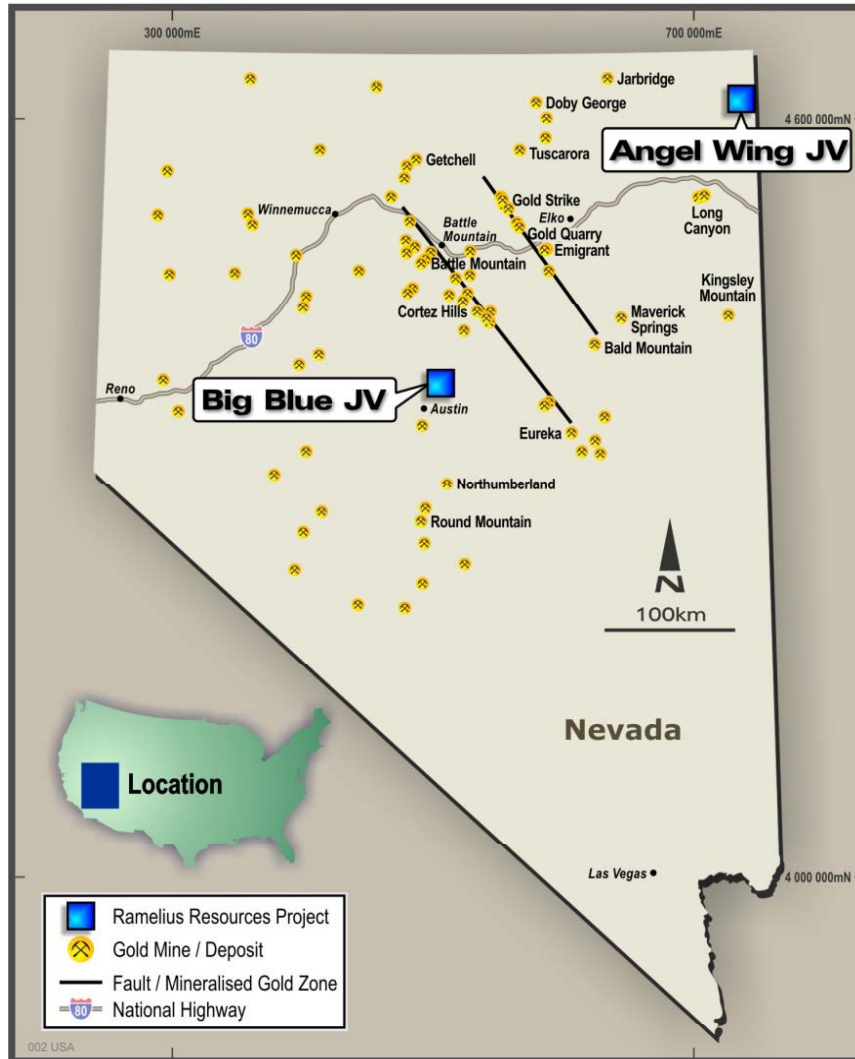 300 000mE
700 000mE
Jarbridge
Doby George
4 600 000mN
Angel Wing JV
Tuscarora
Getchell
Gold Strike
Winnemucca
Elko
Long
Canyon
Battle
Mountain
Gold Quarry
Emigrant
Battle Mountain
Kingsley
Mountain
Cortez Hills
Maverick
Springs
80
Bald Mountain
Reno
Big Blue JV
Austin
Eureka
Northumberland
Round Mountain
N
100km
Nevada
Location
Las Vegas
4 000 000mN
Ramelius Resources Project
Gold Mine / Deposit
Fault / Mineralised Gold Zone
80
National Highway
002 USA